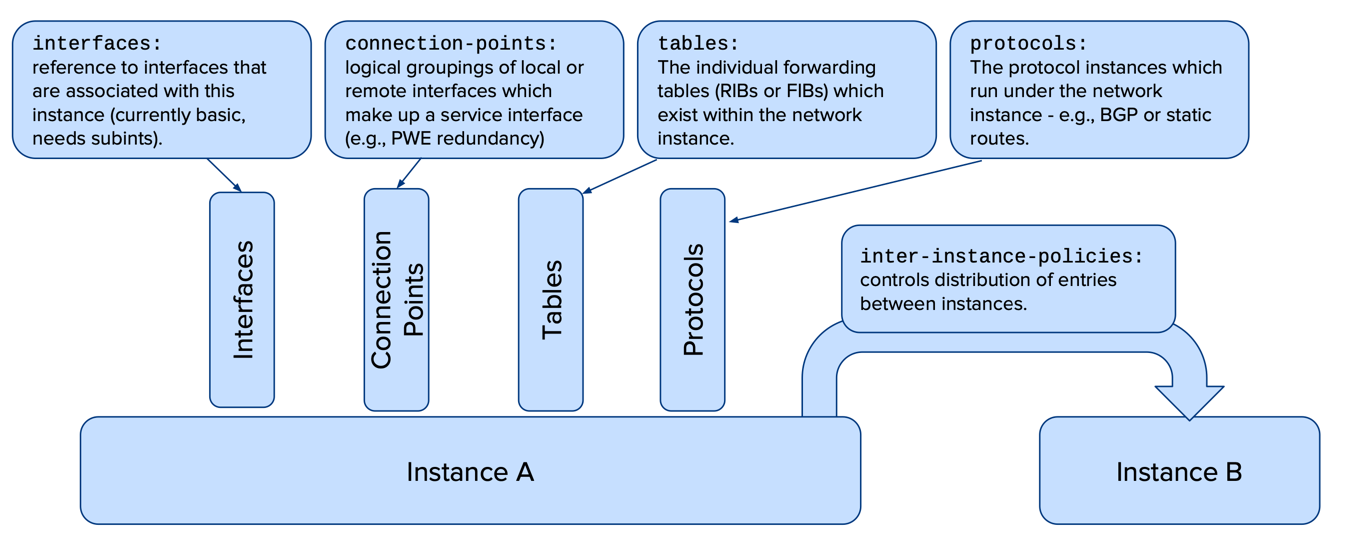 interfaces:
reference to interfaces that
are associated with this
instance (currently basic,
needs subints).
connection-points:
logical groupings of local or
remote interfaces which
make up a service interface
(e.g., PWE redundancy)
tables:
The individual forwarding
tables (RIBs or FIBs) which
exist within the network
instance.
protocols:
The protocol instances which
run under the network
instance - e.g., BGP or static
routes.
Interfaces
Connection
Points
Tables
Protocols
inter-instance-policies:
controls distribution of entries
between instances.
Instance A
Instance B